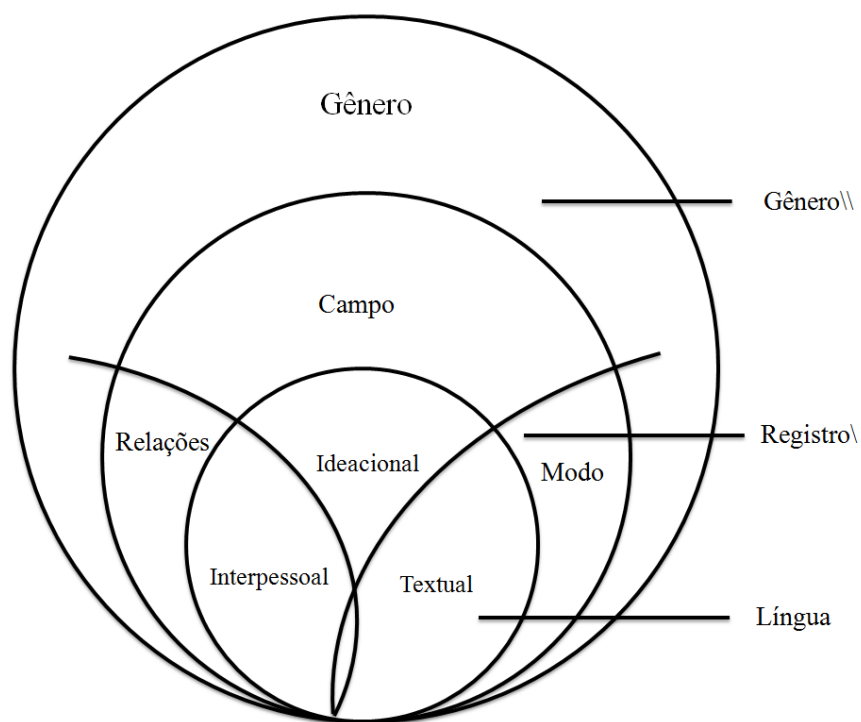 Gênero
Gênero\\
Campo
Relações
Ideacional
Registro\
Modo
Interpessoal
Textual
Língua